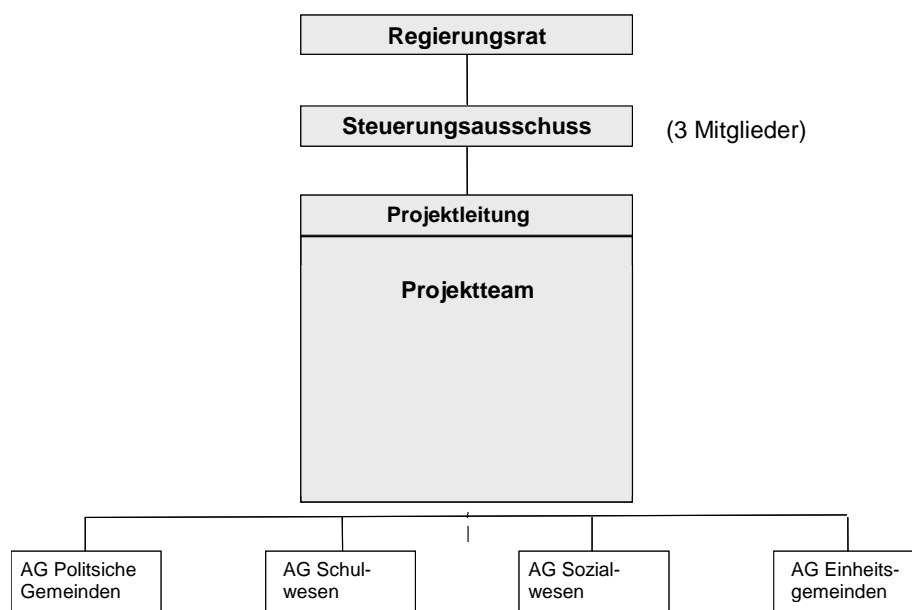 Regierungsrat
Steuerungsausschuss
(3 Mitglieder)
Projektleitung
Projektteam
AG Politsiche
Gemeinden
AG Schul-
wesen
AG Sozial-
wesen
AG Einheits-
gemeinden